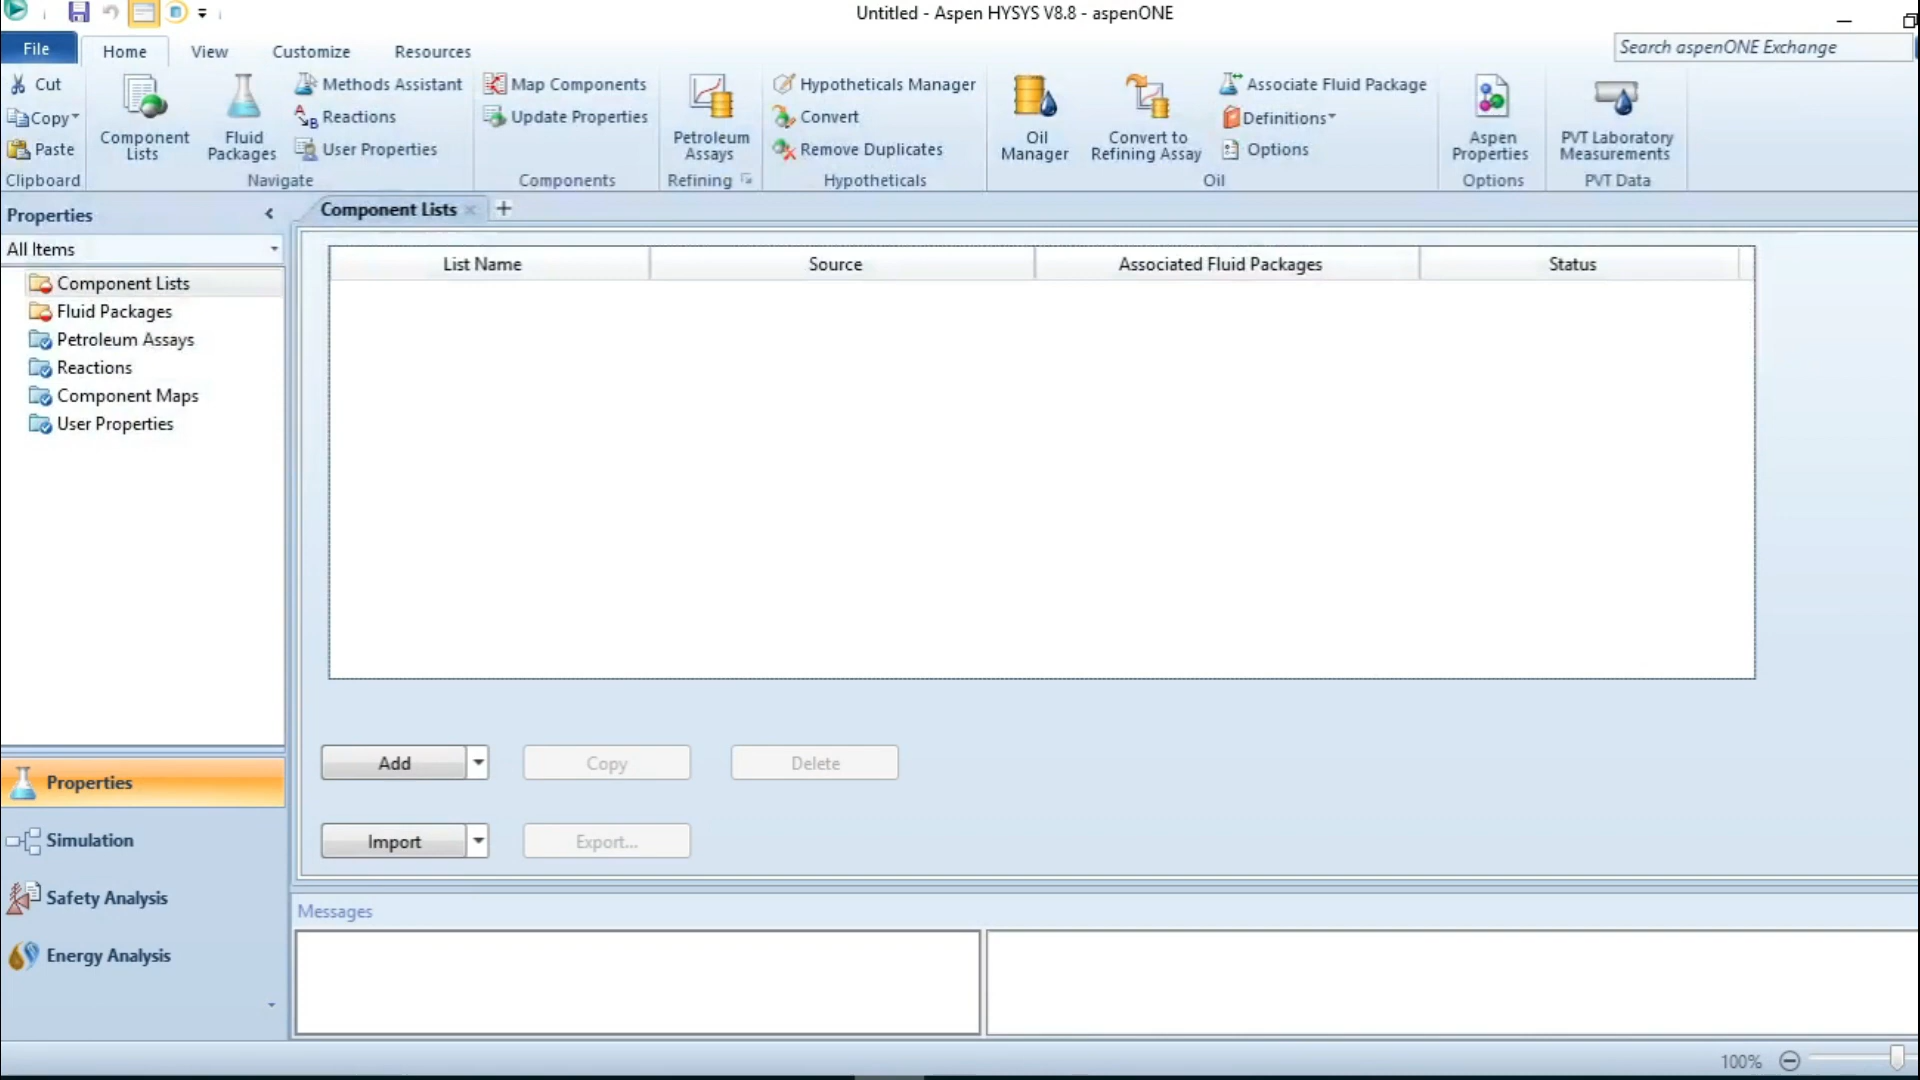 Untitled - Aspen HYSYS V8.8 - aspenONE
File
Home
View
Customize
Resources
Search aspenONE Exchange
Cut
Copy
Paste
Clipboard
Component
Lists
Fluid
Packages
Methods Assistant
Reactions
User Properties
Navigate
Map Components
Update Properties
Components
Petroleum
Assays
Refining
Hypotheticals Manager
Convert
Remove Duplicates
Hypotheticals
Oil
Manager
Convert to
Refining Assay
Associate Fluid Package
Definitions
Options
Oil
Aspen
Properties
Options
PVT Laboratory
Measurements
PVT Data
Properties
All Items
Component Lists
Fluid Packages
Petroleum Assays
Reactions
Component Maps
User Properties
Component Lists
List Name
Source
Associated Fluid Packages
Status
Add
Copy
Delete
Import
Export...
Properties
Simulation
Safety Analysis
Energy Analysis
Messages
100%